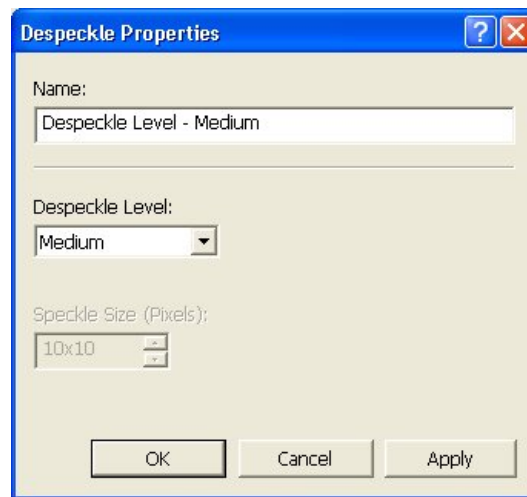 Despeckle Properties
Name:
Despeckle Level - Medium
Despeckle Level:
Medium
Speckle Size (Pixels):
10x10
OK Cancel Apply